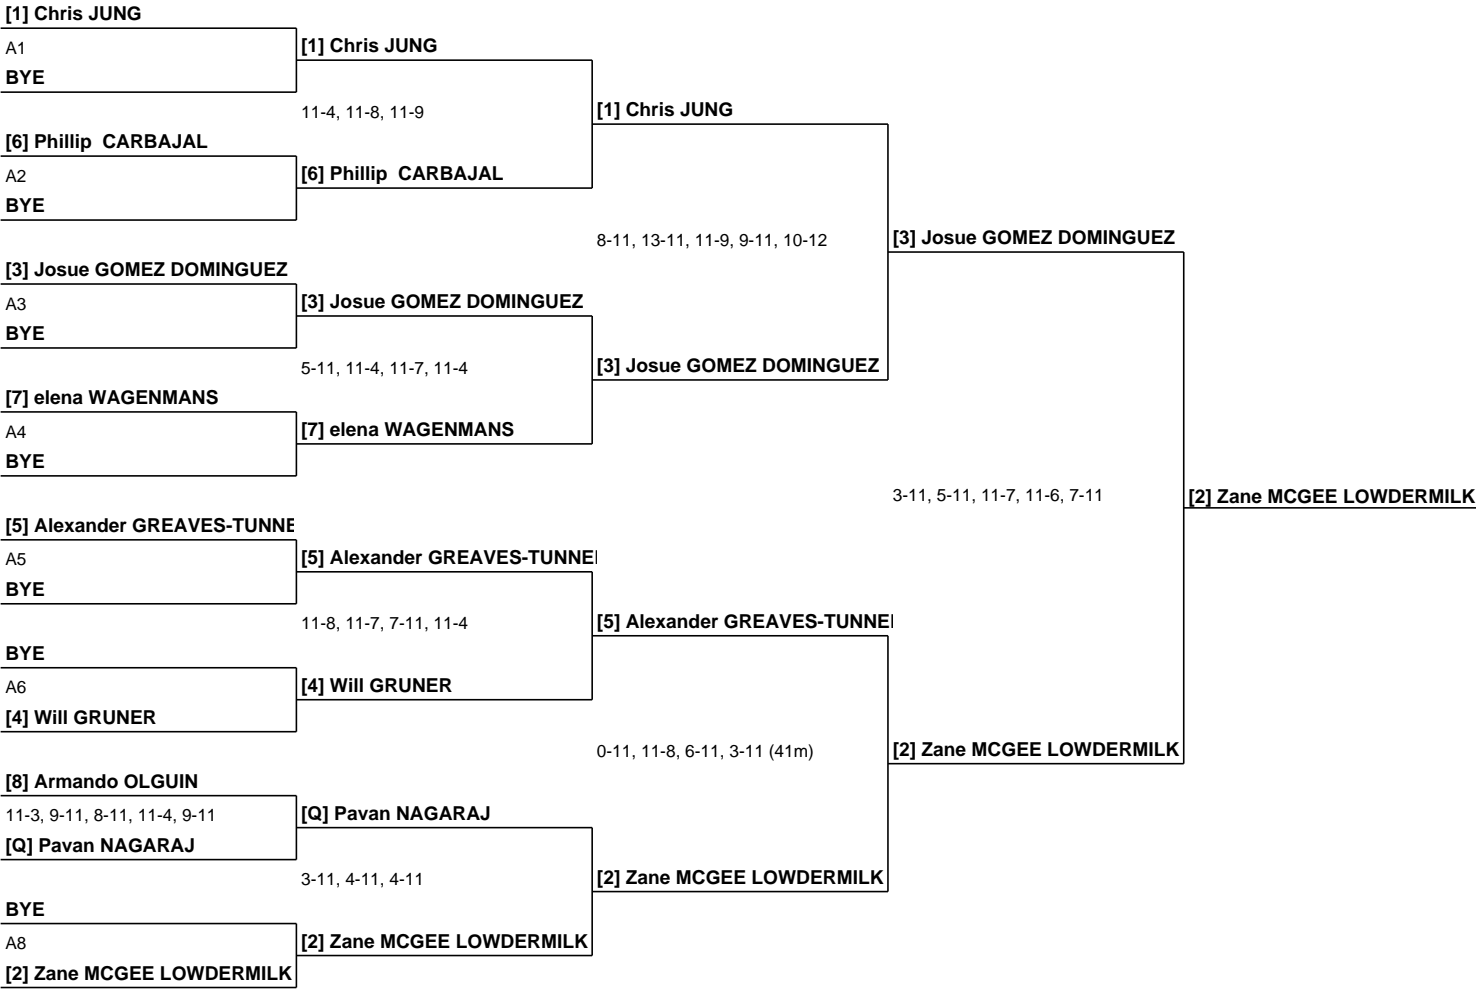 [1] Chris JUNG
A1
BYE
[6] Phillip  CARBAJAL
A2
BYE
[3] Josue GOMEZ DOMINGUEZ
A3
BYE
[7] elena WAGENMANS
A4
BYE
[5] Alexander GREAVES-TUNNE
A5
BYE
BYE
A6
[4] Will GRUNER
[8] Armando OLGUIN
11-3, 9-11, 8-11, 11-4, 9-11
[Q] Pavan NAGARAJ
BYE
A8
[2] Zane MCGEE LOWDERMILK
[1] Chris JUNG
11-4, 11-8, 11-9
[6] Phillip  CARBAJAL
[3] Josue GOMEZ DOMINGUEZ
5-11, 11-4, 11-7, 11-4
[7] elena WAGENMANS
[5] Alexander GREAVES-TUNNEL
11-8, 11-7, 7-11, 11-4
[4] Will GRUNER
[Q] Pavan NAGARAJ
3-11, 4-11, 4-11
[2] Zane MCGEE LOWDERMILK
[1] Chris JUNG
8-11, 13-11, 11-9, 9-11, 10-12
[3] Josue GOMEZ DOMINGUEZ
[5] Alexander GREAVES-TUNNEL
0-11, 11-8, 6-11, 3-11 (41m)
[2] Zane MCGEE LOWDERMILK
[3] Josue GOMEZ DOMINGUEZ
3-11, 5-11, 11-7, 11-6, 7-11
[2] Zane MCGEE LOWDERMILK
[2] Zane MCGEE LOWDERMILK